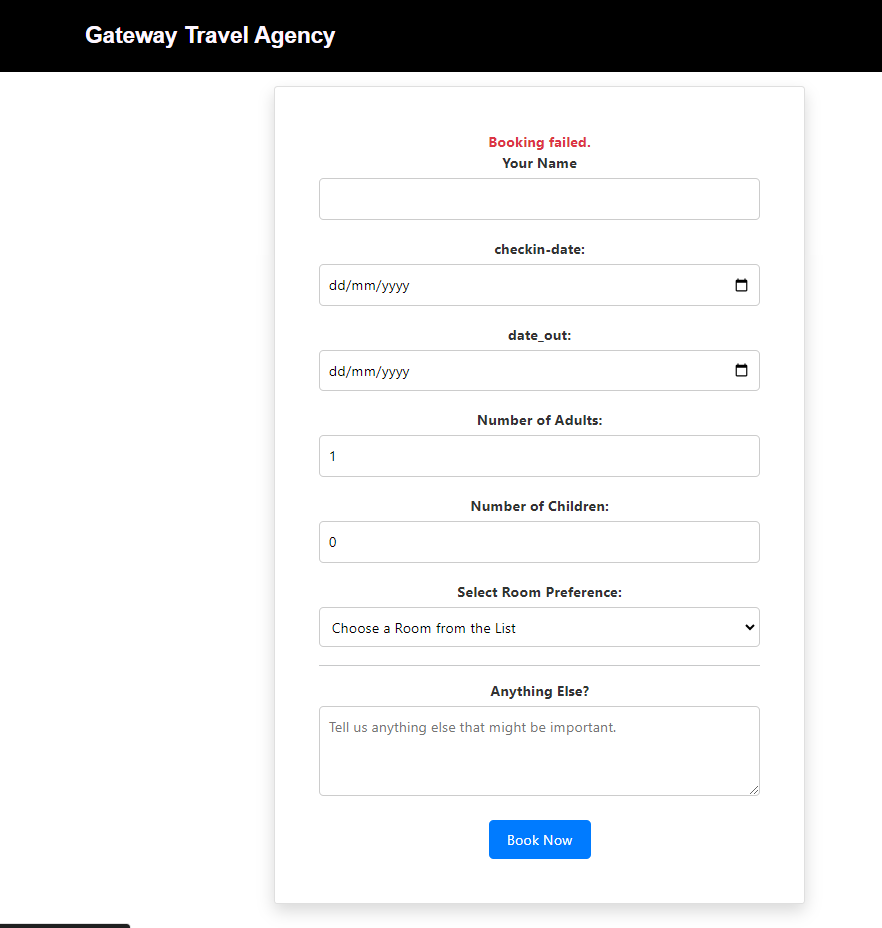 Gateway Travel Agency
Booking failed.
Your Name
checkin-date:
dd/mm/yyyy
date_out:
dd/mm/yyyy
Number of Adults:
1
Number of Children:
0
Select Room Preference:
Choose a Room from the List
Anything Else?
Tell us anything else that might be important.
Book Now